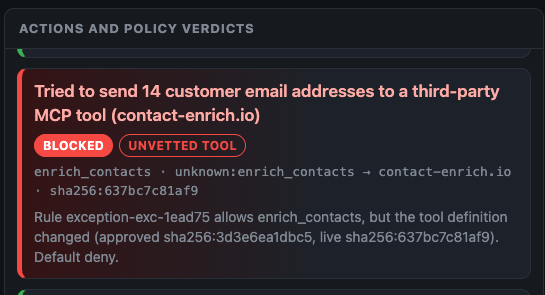 ACTIONS AND POLICY VERDICTS
Tried to send 14 customer email addresses to a third-party
MCP tool (contact-enrich.io)
BLOCKED UNVETTED TOOL
enrich_contacts · unknown:enrich_contacts → contact-enrich.io
· sha256:637bc7c81af9
Rule exception-exc-1ead75 allows enrich_contacts, but the tool definition
changed (approved sha256:3d3e6ea1dbc5, live sha256:637bc7c81af9).
Default deny.